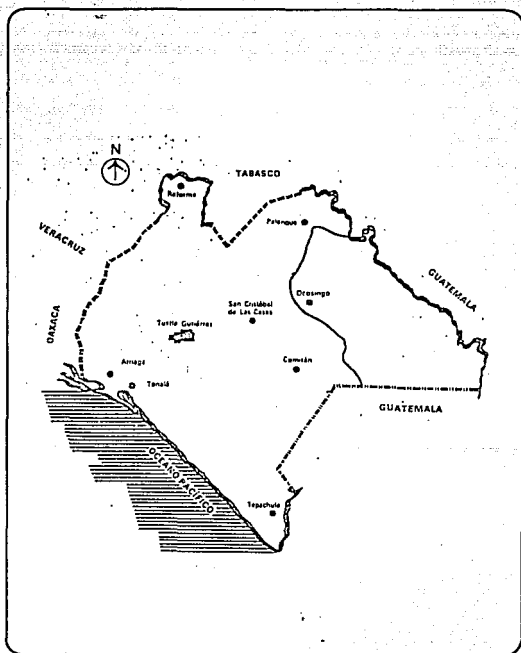 N
TABASCO
Reforma
Palenque
VERACRUZ
GUATEMALA
Ocosingo
San Cristóbal
de Las Casas
Tuxtla Gutiérrez
OAXACA
Arriaga
Tonalá
Comitán
GUATEMALA
OCEANO PACIFICO
Tapachula